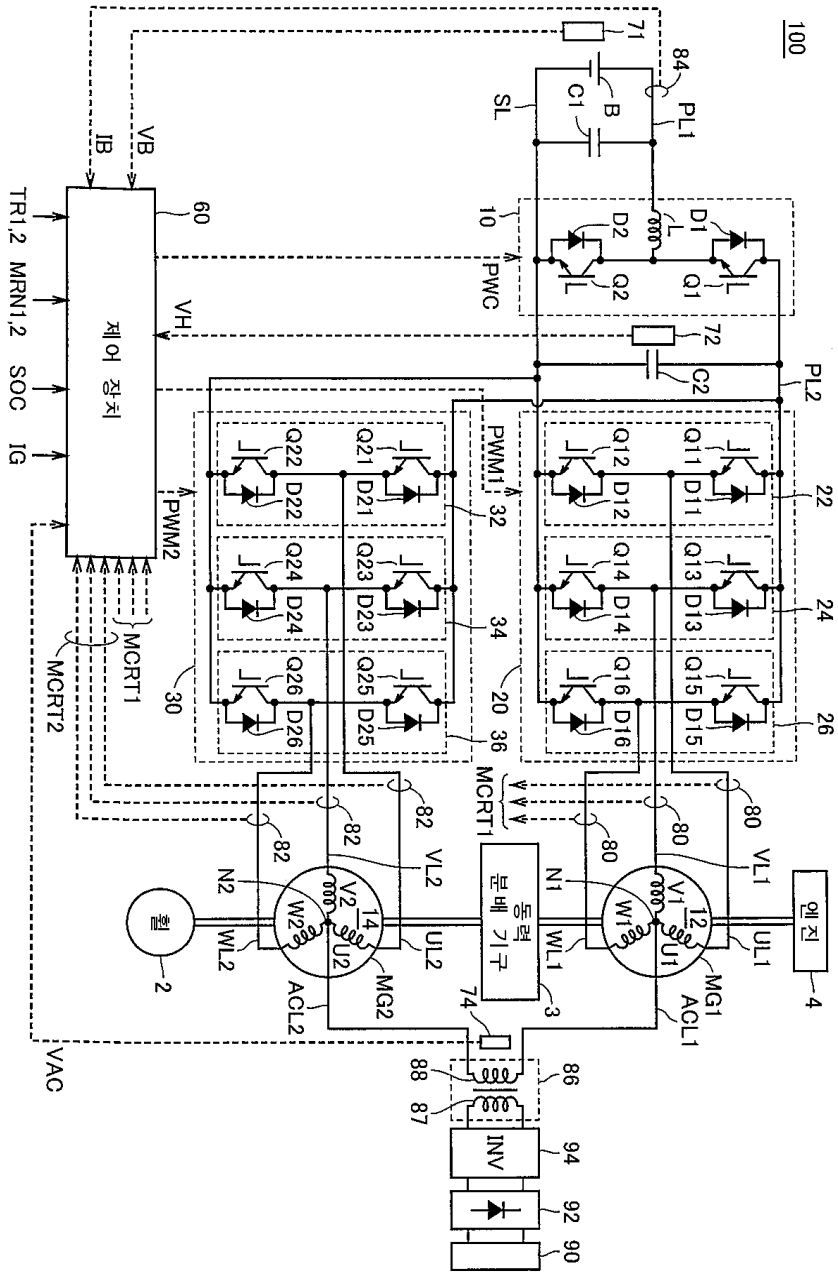 100
71
84
C1
B
SL
PL1
IB
VB
10
D1
D2
L
Q1
Q2
PWC
60
TR1,2
MRN1,2
SOC
IG
제어 장치
VH
72
C2
PL2
PWM1
PWM2
Q11
D11
Q12
D12
22
Q13
D13
Q14
D14
24
Q15
D15
Q16
D16
26
20
Q21
D21
Q22
D22
32
Q23
D23
Q24
D24
34
Q25
D25
Q26
D26
36
30
MCRT1
MCRT2
MCRT1
80
80
80
82
82
82
VL1
UL1
WL1
N1
V1
U1
W1
12
MG1
ACL1
엔진
4
동력
분배 기구
3
VL2
UL2
WL2
N2
V2
U2
W2
14
MG2
ACL2
휠
2
74
VAC
86
88
87
INV
94
92
90